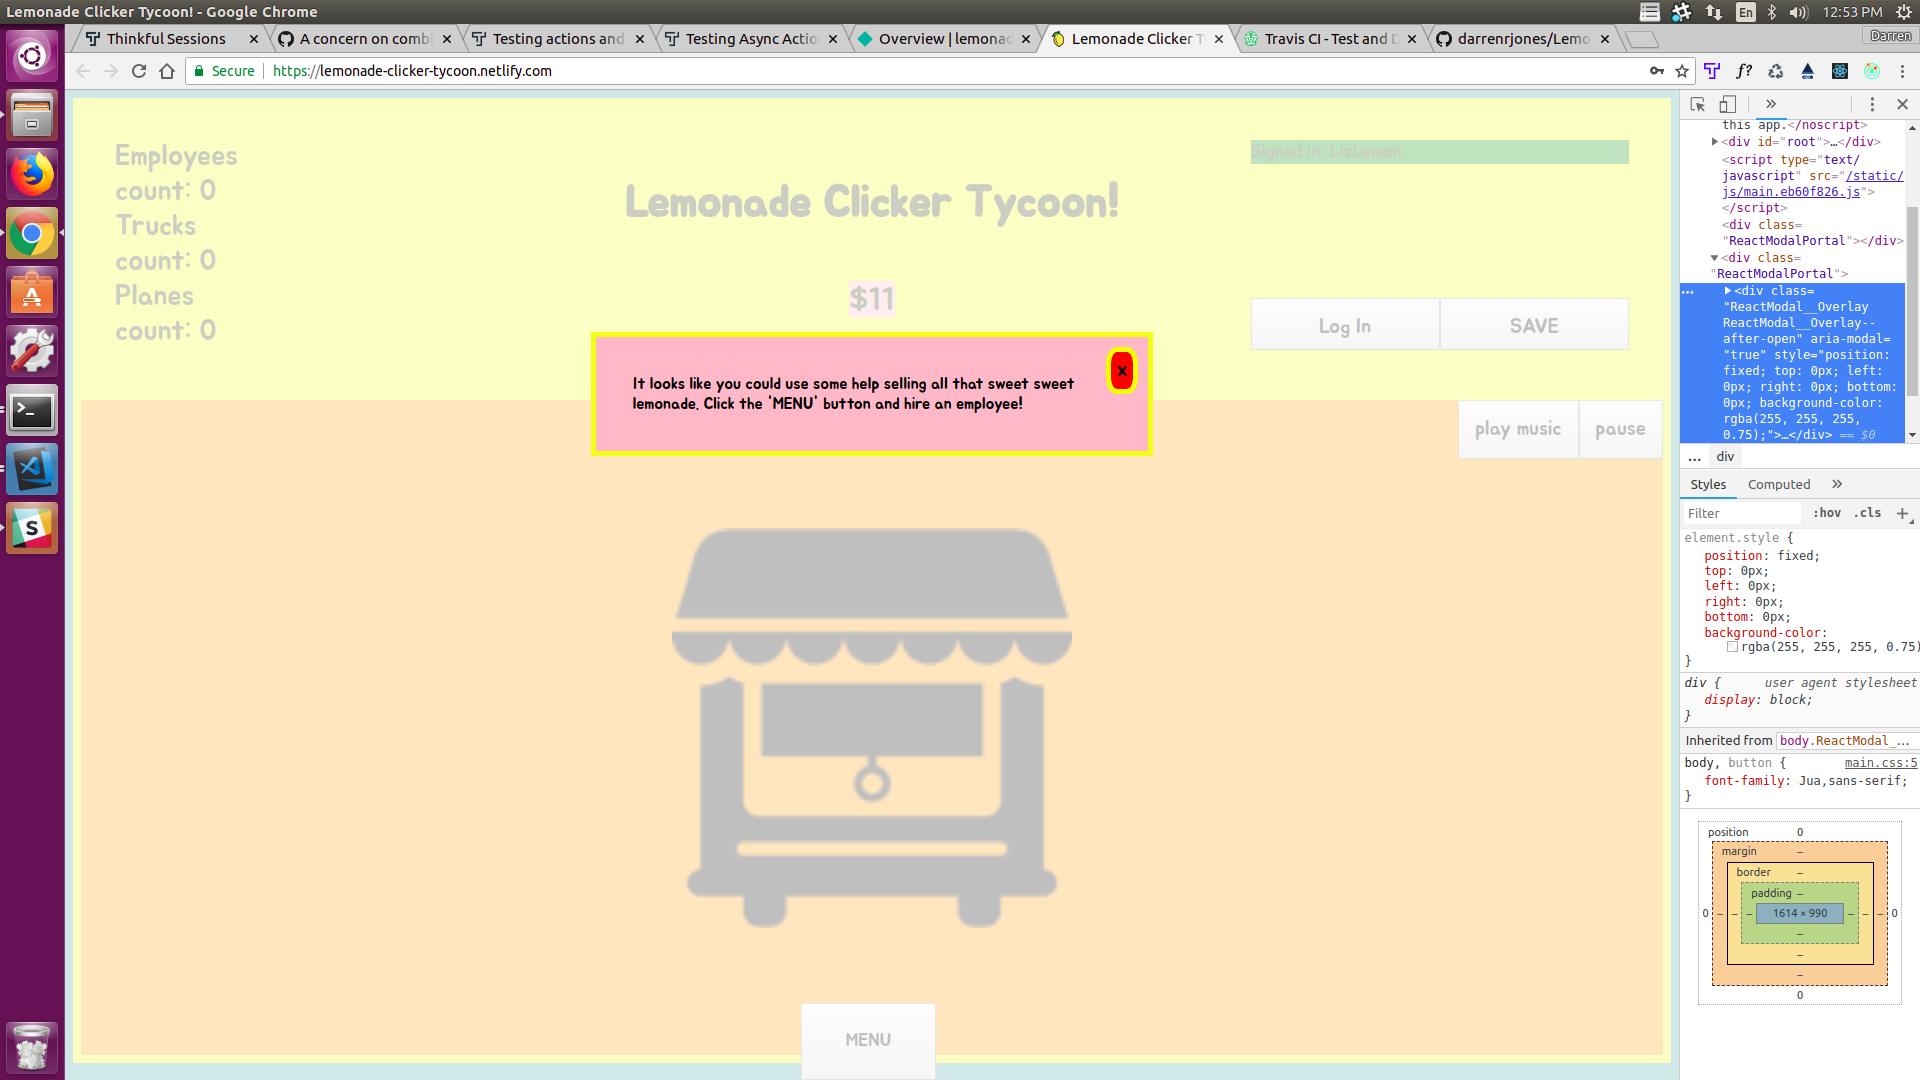 Lemonade Clicker Tycoon! - Google Chrome
En
12:53 PM
Thinkful Sessions
A concern on combi
Testing actions and
Testing Async Actio
Overview | lemonad
Lemonade Clicker T
Travis CI - Test and D
darrenrjones/Lemo
Darren
Secure
https://lemonade-clicker-tycoon.netlify.com
f?
Employees
count: 0
Trucks
count: 0
Planes
count: 0
Lemonade Clicker Tycoon!
$11
Signed in: LizLemon
Log In
SAVE
It looks like you could use some help selling all that sweet sweet
lemonade. Click the 'MENU' button and hire an employee!
x
play music
pause
MENU
this app.</noscript>
<div id="root">…</div>
<script type="text/
javascript" src="/static/
js/main.eb60f826.js">
</script>
<div class=
"ReactModalPortal"></div>
<div class=
"ReactModalPortal">
<div class=
"ReactModal__Overlay
ReactModal__Overlay--
after-open" aria-modal=
"true" style="position:
fixed; top: 0px; left:
0px; right: 0px; bottom:
0px; background-color:
rgba(255, 255, 255,
0.75);">…</div> == $0
... div
Styles
Computed
Filter
:hov
.cls
element.style {
position: fixed;
top: 0px;
left: 0px;
right: 0px;
bottom: 0px;
background-color:
rgba(255, 255, 255, 0.75)
}
div {
user agent stylesheet
display: block;
}
Inherited from body.ReactModal_…
body, button {
main.css:5
font-family: Jua,sans-serif;
}
position
0
margin
–
border
–
padding
–
0
–
–
–
1614 × 990
–
–
–
0
–
–
–
0